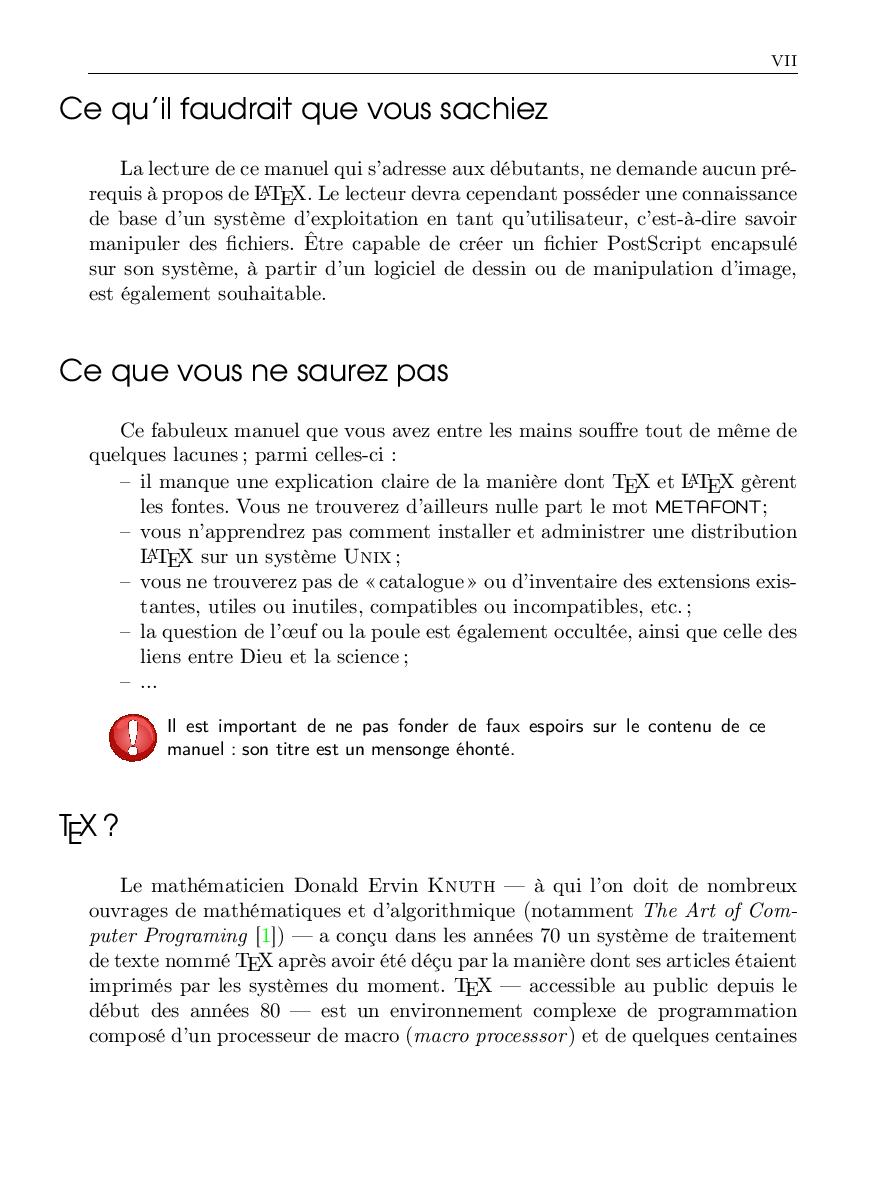 VII
Ce qu'il faudrait que vous sachiez
La lecture de ce manuel qui s'adresse aux débutants, ne demande aucun pré-
requis à propos de LATEX. Le lecteur devra cependant posséder une connaissance
de base d'un système d'exploitation en tant qu'utilisateur, c'est-à-dire savoir
manipuler des fichiers. Être capable de créer un fichier PostScript encapsulé
sur son système, à partir d'un logiciel de dessin ou de manipulation d'image,
est également souhaitable.
Ce que vous ne saurez pas
Ce fabuleux manuel que vous avez entre les mains souffre tout de même de
quelques lacunes ; parmi celles-ci :
– il manque une explication claire de la manière dont TEX et LATEX gèrent
les fontes. Vous ne trouverez d'ailleurs nulle part le mot METAFONT;
– vous n'apprendrez pas comment installer et administrer une distribution
LATEX sur un système UNIX ;
– vous ne trouverez pas de « catalogue » ou d'inventaire des extensions exis-
tantes, utiles ou inutiles, compatibles ou incompatibles, etc. ;
– la question de l'œuf ou la poule est également occultée, ainsi que celle des
liens entre Dieu et la science ;
– ...
Il est important de ne pas fonder de faux espoirs sur le contenu de ce
manuel : son titre est un mensonge éhonté.
TEX ?
Le mathématicien Donald Ervin KNUTH — à qui l'on doit de nombreux
ouvrages de mathématiques et d'algorithmique (notamment The Art of Com-
puter Programing [1]) — a conçu dans les années 70 un système de traitement
de texte nommé TEX après avoir été déçu par la manière dont ses articles étaient
imprimés par les systèmes du moment. TEX — accessible au public depuis le
début des années 80 — est un environnement complexe de programmation
composé d'un processeur de macro (macro processsor) et de quelques centaines